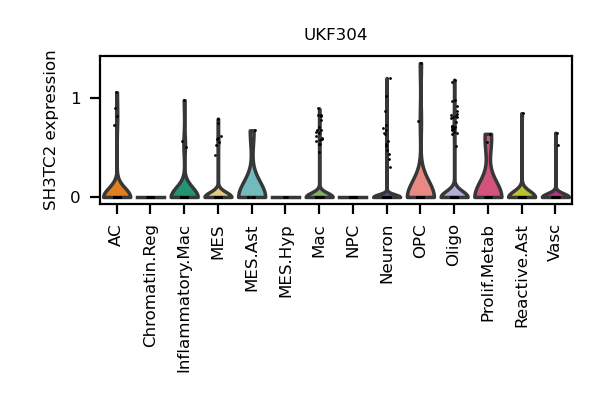 UKF304
SH3TC2 expression
1
0
AC
Chromatin.Reg
Inflammatory.Mac
MES
MES.Ast
MES.Hyp
Mac
NPC
Neuron
OPC
Oligo
Prolif.Metab
Reactive.Ast
Vasc